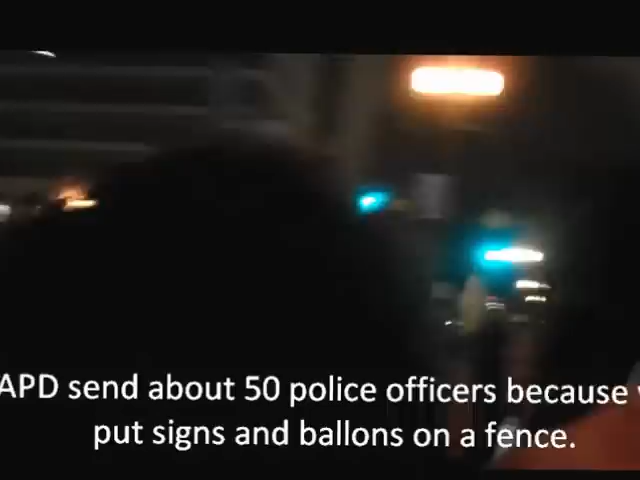 APD send about 50 police officers because
put signs and ballons on a fence.